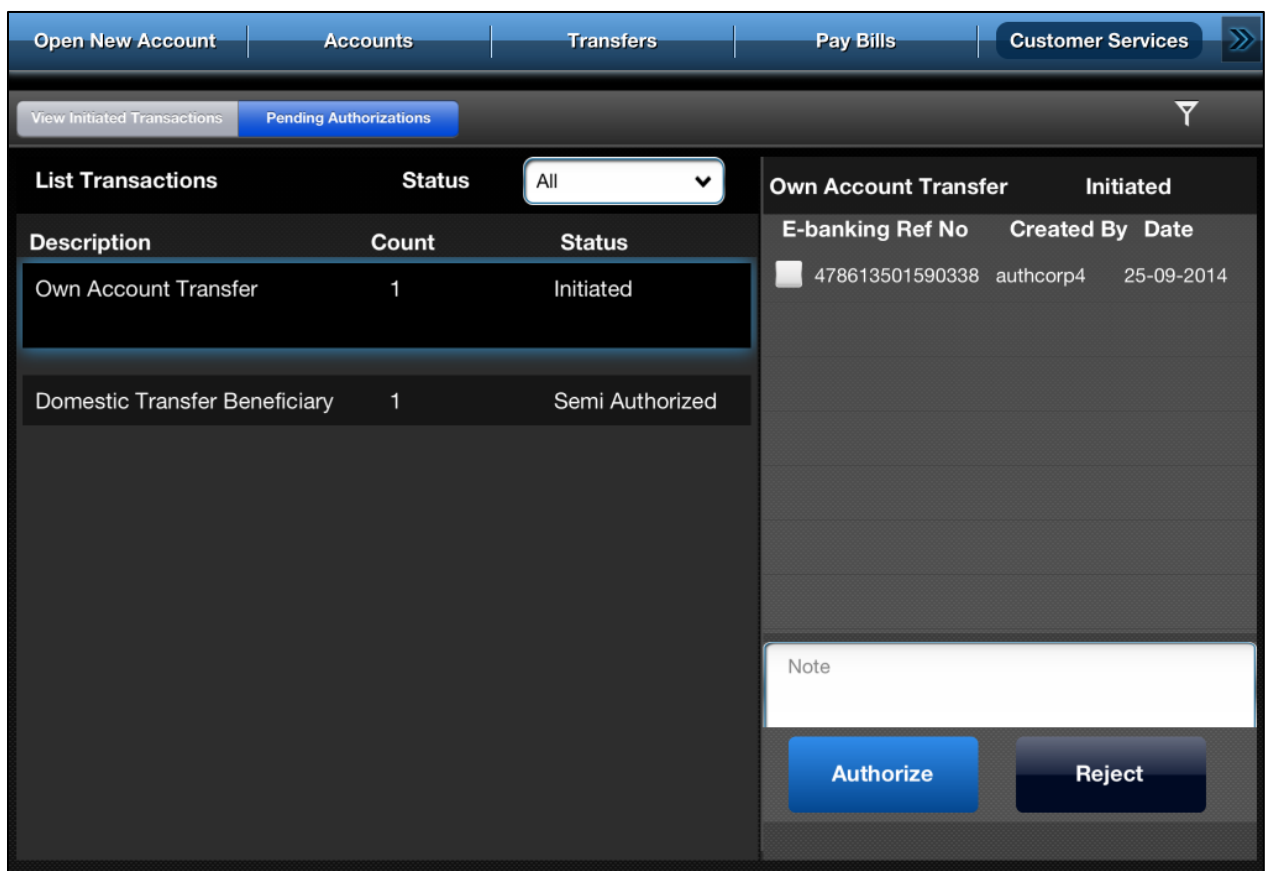 Open New Account Accounts Transfers Pay Bills Customer Services
View Initiated Transactions Pending Authorizations
List Transactions Status All
Own Account Transfer Initiated
Description Count Status
E-banking Ref No Created By Date
Own Account Transfer 1 Initiated
478613501590338 authcorp4 25-09-2014
Domestic Transfer Beneficiary 1 Semi Authorized
Note
Authorize Reject